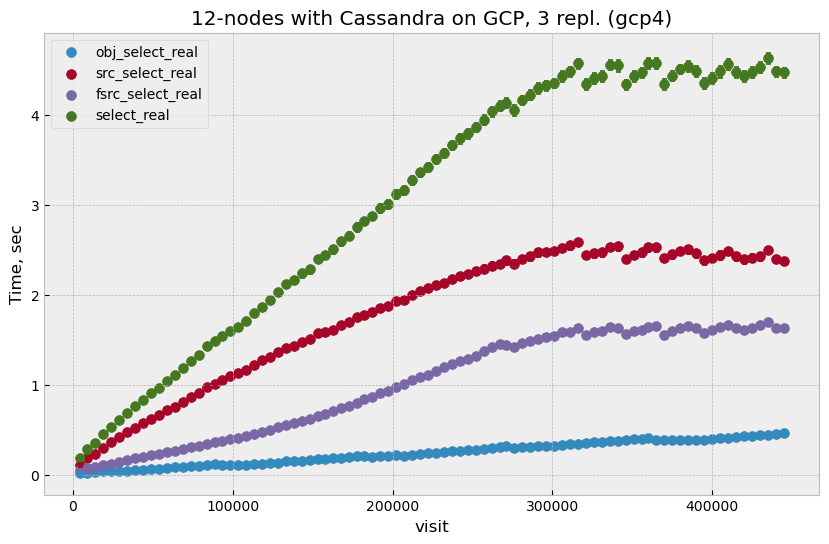 12-nodes with Cassandra on GCP, 3 repl. (gcp4)
obj_select_real
src_select_real
fsrc_select_real
select_real
Time, sec
4
3
2
1
0
0 100000 200000 300000 400000
visit